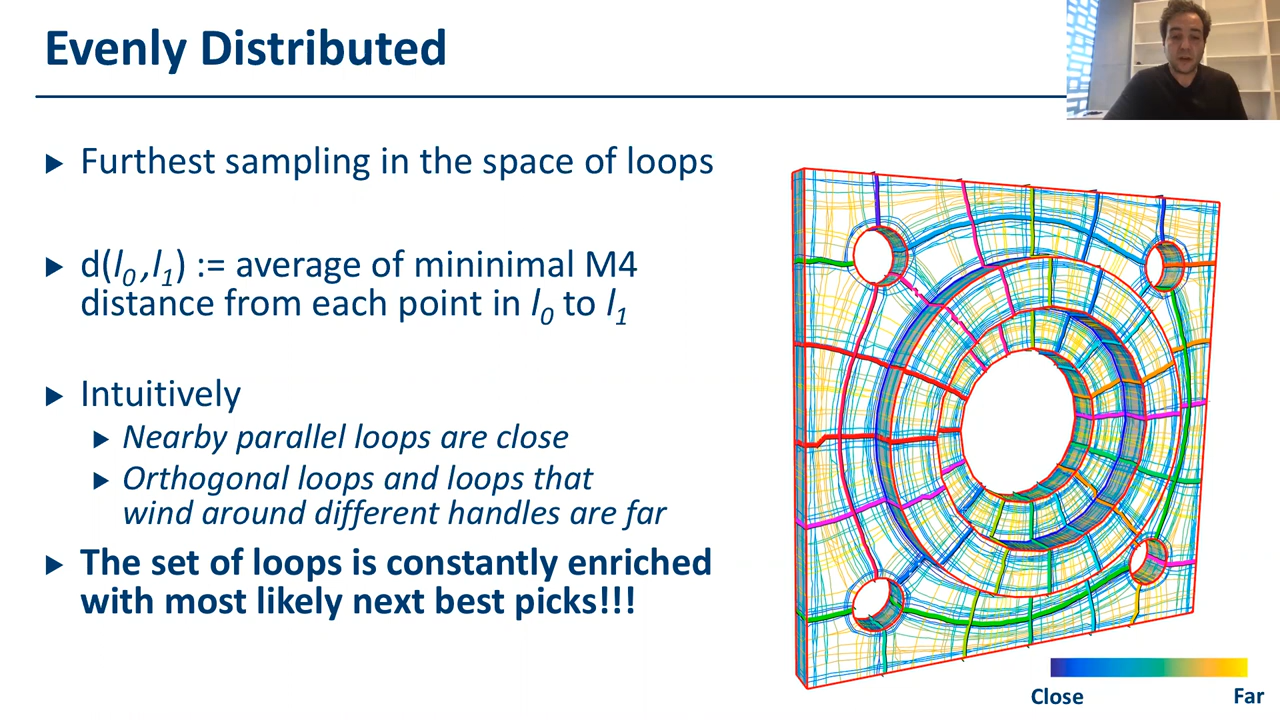 Evenly Distributed
▶ Furthest sampling in the space of loops
▶ d(l0,l1) := average of mininimal M4
distance from each point in l0 to l1
▶ Intuitively
▶ Nearby parallel loops are close
▶ Orthogonal loops and loops that
wind around different handles are far
▶ The set of loops is constantly enriched
with most likely next best picks!!!
Close Far